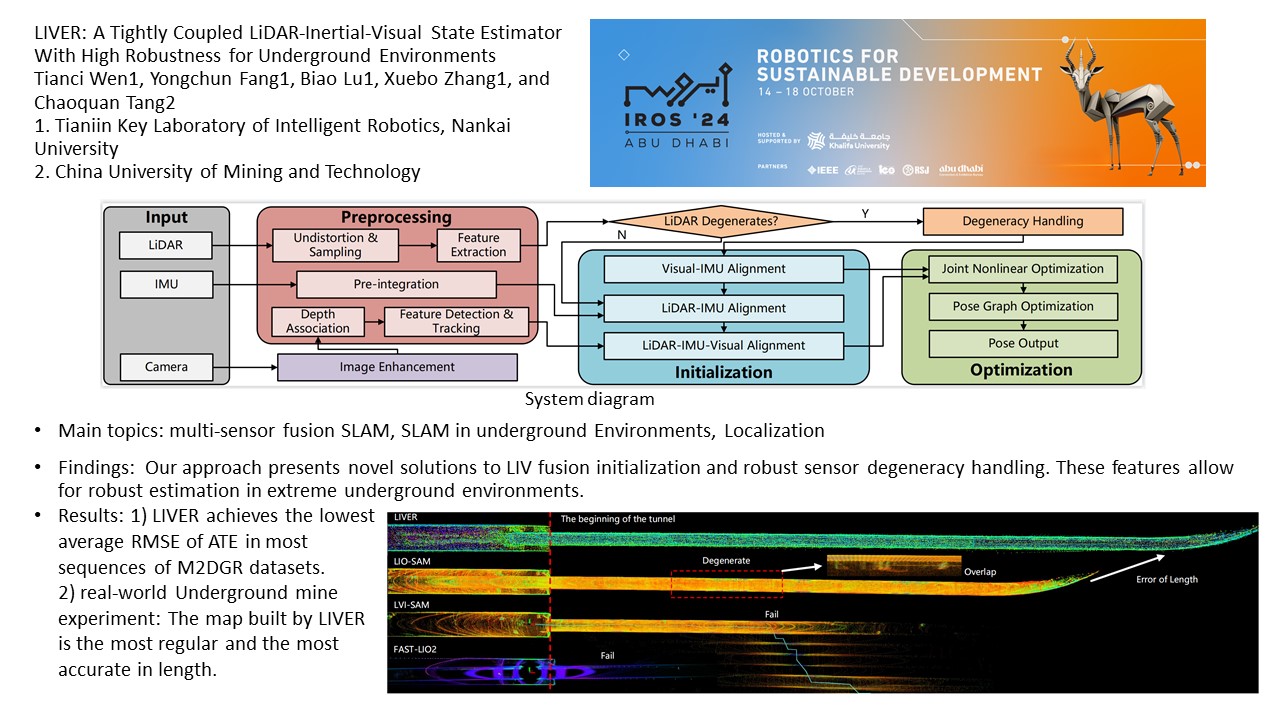 LIVER: A Tightly Coupled LiDAR-Inertial-Visual State Estimator
With High Robustness for Underground Environments
Tianci Wen1, Yongchun Fang1, Biao Lu1, Xuebo Zhang1, and
Chaoquan Tang2
1. Tianiin Key Laboratory of Intelligent Robotics, Nankai
University
2. China University of Mining and Technology
IROS '24
ABU DHABI
ROBOTICS FOR
SUSTAINABLE DEVELOPMENT
14 – 18 OCTOBER
HOSTED &
SUPPORTED BY
جامعة خليفة
Khalifa University
PARTNERS
IEEE
RSJ
abu dhabi
Input
LiDAR
IMU
Camera
Preprocessing
Undistortion &
Sampling
Feature
Extraction
Pre-integration
Depth
Association
Feature Detection &
Tracking
Image Enhancement
LiDAR Degenerates?
Y
N
Degeneracy Handling
Visual-IMU Alignment
LiDAR-IMU Alignment
LiDAR-IMU-Visual Alignment
Initialization
Joint Nonlinear Optimization
Pose Graph Optimization
Pose Output
Optimization
System diagram
• Main topics: multi-sensor fusion SLAM, SLAM in underground Environments, Localization
• Findings: Our approach presents novel solutions to LIV fusion initialization and robust sensor degeneracy handling. These features allow
for robust estimation in extreme underground environments.
• Results: 1) LIVER achieves the lowest
average RMSE of ATE in most
sequences of M2DGR datasets.
2) real-world Underground mine
experiment: The map built by LIVER
is the most regular and the most
accurate in length.
LIVER
The beginning of the tunnel
LIO-SAM
Degenerate
Overlap
Error of Length
LVI-SAM
Fail
FAST-LIO2
Fail